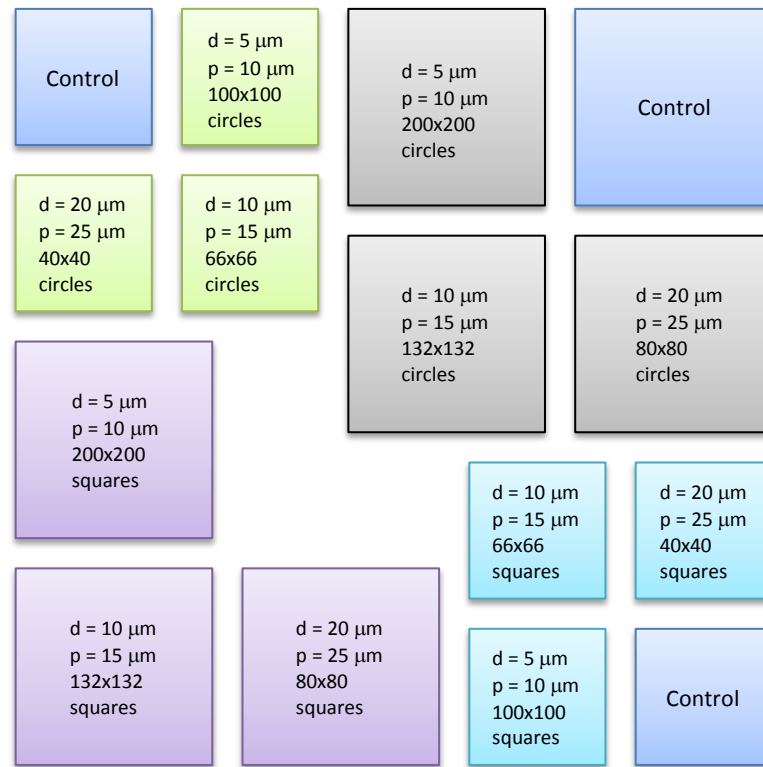 Control
d = 5 μm
p = 10 μm
100x100
circles
d = 5 μm
p = 10 μm
200x200
circles
Control
d = 20 μm
p = 25 μm
40x40
circles
d = 10 μm
p = 15 μm
66x66
circles
d = 10 μm
p = 15 μm
132x132
circles
d = 20 μm
p = 25 μm
80x80
circles
d = 5 μm
p = 10 μm
200x200
squares
d = 10 μm
p = 15 μm
66x66
squares
d = 20 μm
p = 25 μm
40x40
squares
d = 10 μm
p = 15 μm
132x132
squares
d = 20 μm
p = 25 μm
80x80
squares
d = 5 μm
p = 10 μm
100x100
squares
Control